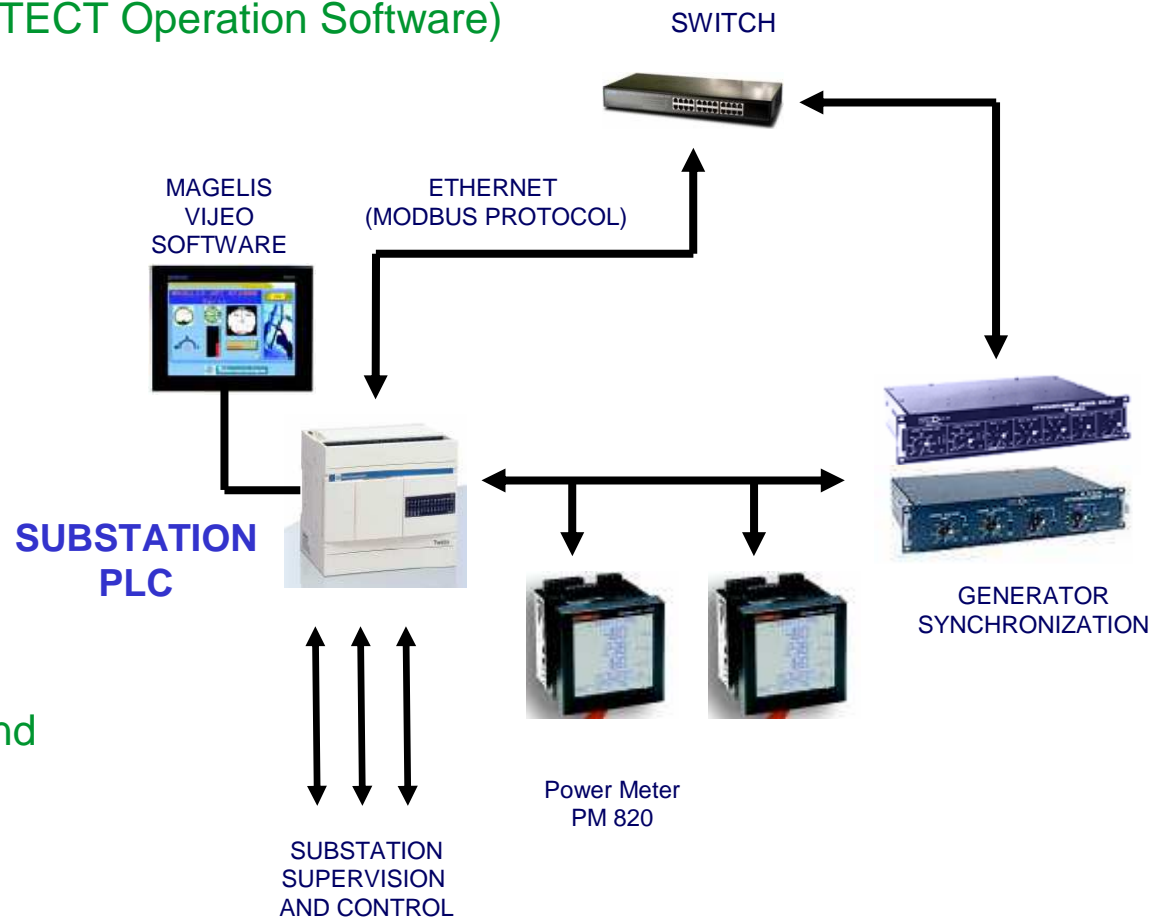 TECT Operation Software)
SWITCH
MAGELIS
VIJEO
SOFTWARE
ETHERNET
(MODBUS PROTOCOL)
SUBSTATION
PLC
GENERATOR
SYNCHRONIZATION
nd
Power Meter
PM 820
SUBSTATION
SUPERVISION
AND CONTROL